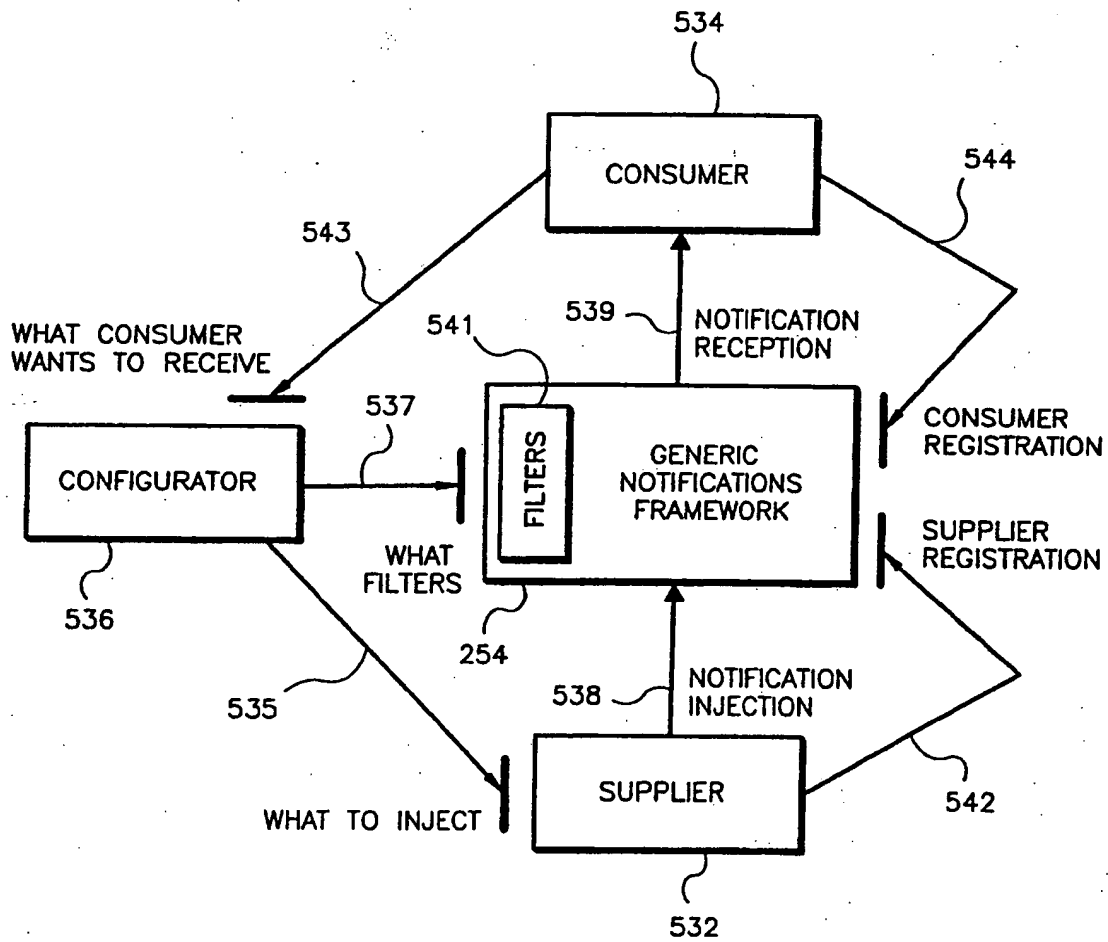 534
CONSUMER
544
543
539
NOTIFICATION
RECEPTION
541
WHAT CONSUMER
WANTS TO RECEIVE
537
CONFIGURATOR
FILTERS
GENERIC
NOTIFICATIONS
FRAMEWORK
CONSUMER
REGISTRATION
SUPPLIER
REGISTRATION
WHAT
FILTERS
536
254
535
538
NOTIFICATION
INJECTION
SUPPLIER
WHAT TO INJECT
542
532